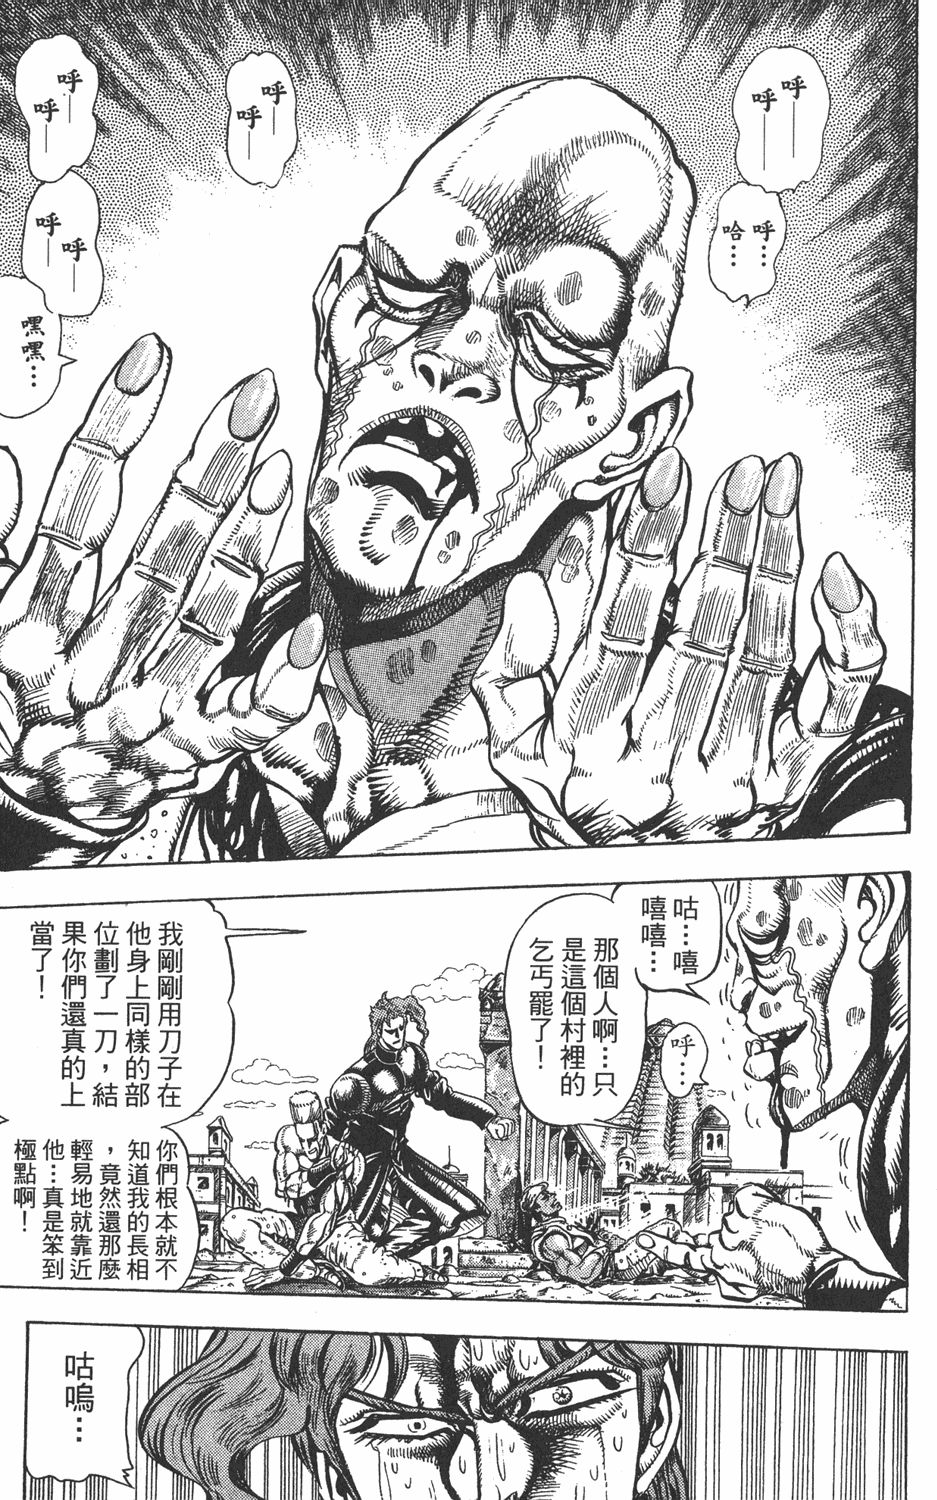 呼—
呼—
呼…
哈…
呼—
呼—
呼—
呼—
呼—
呼—
嘿
嘿…
咕…嘻
嘻嘻…
呼…
那個人啊…只
是這個村裡的
乞丐罷了！
我剛剛用刀子在
他身上同樣的部
位劃了一刀，結
果你們還真的上
當了！
你們根本就不
知道我的長相
，竟然還那麼
輕易地就靠近
他…真是笨到
極點啊！
咕嗚…